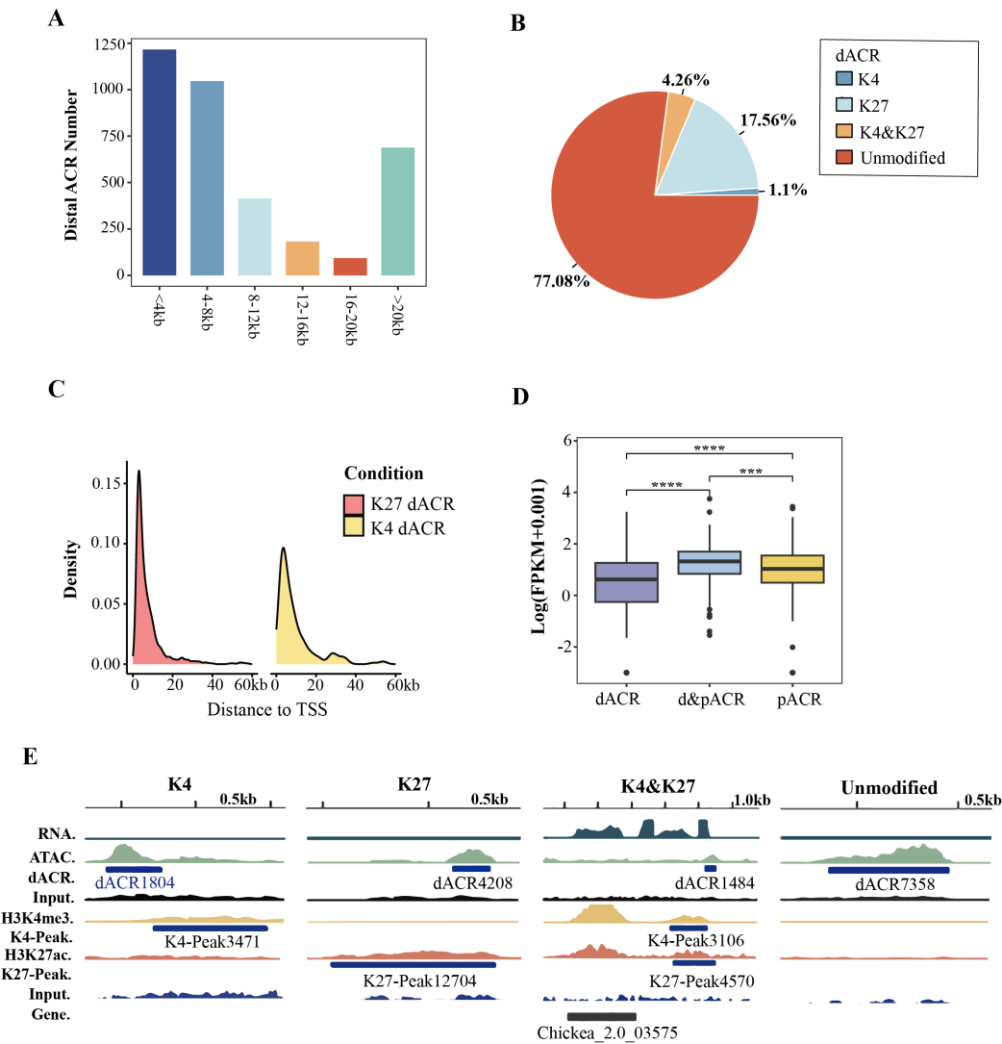 A
Distal ACR Number
1250
1000
750
500
250
0
<4kb
4-8kb
8-12kb
12-16kb
16-20kb
>20kb
B
4.26%
17.56%
1.1%
77.08%
dACR
K4
K27
K4&K27
Unmodified
C
Density
0.15
0.10
0.05
0.00
0 20 40 60kb
0 20 40 60kb
Distance to TSS
Condition
K27 dACR
K4 dACR
D
Log(FPKM+0.001)
6
4
2
0
-2
****
****
***
dACR d&pACR pACR
E
K4 K27 K4&K27 Unmodified
0.5kb 0.5kb 1.0kb 0.5kb
RNA.
ATAC.
dACR.
dACR1804 dACR4208 dACR1484 dACR7358
Input.
H3K4me3.
K4-Peak.
K4-Peak3471 K4-Peak3106
H3K27ac.
K27-Peak.
K27-Peak12704 K27-Peak4570
Input.
Gene.
Chickea_2.0_03575